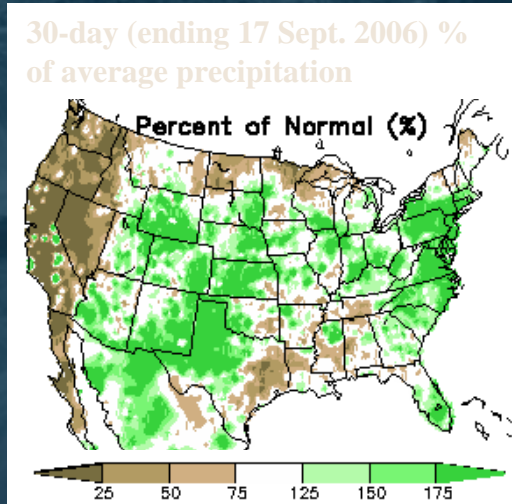 30-day (ending 17 Sept. 2006) %
of average precipitation
Percent of Normal (%)
25 50 75 125 150 175